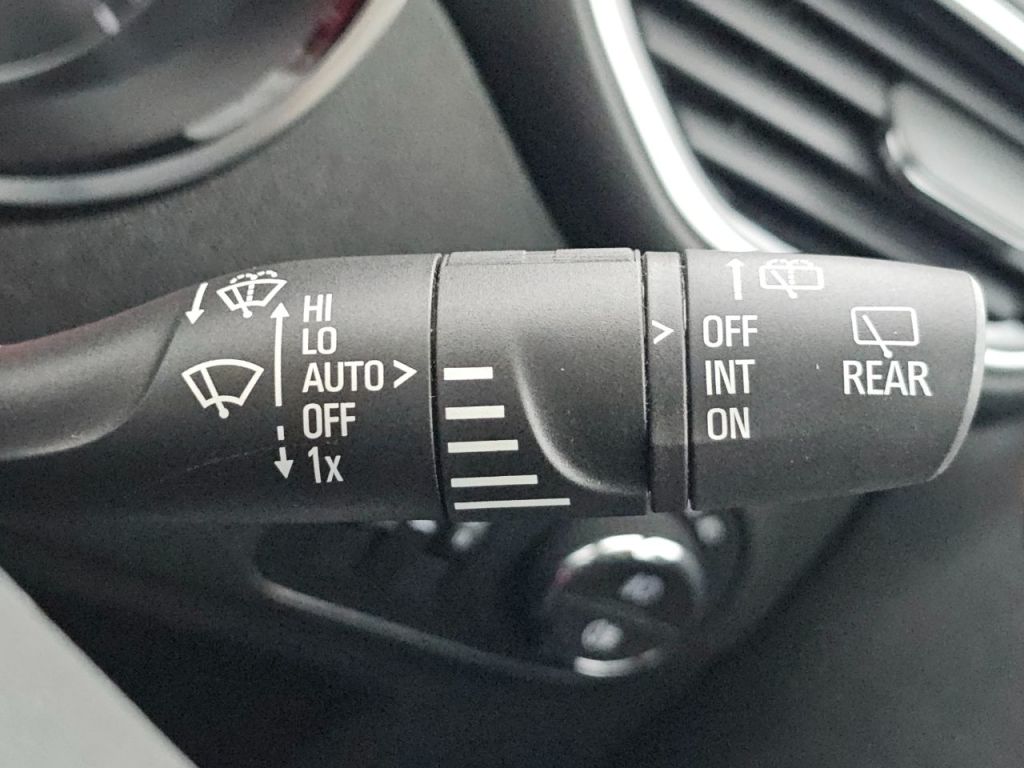 HI
LO
AUTO >
OFF
1x
>
OFF
INT
ON
REAR